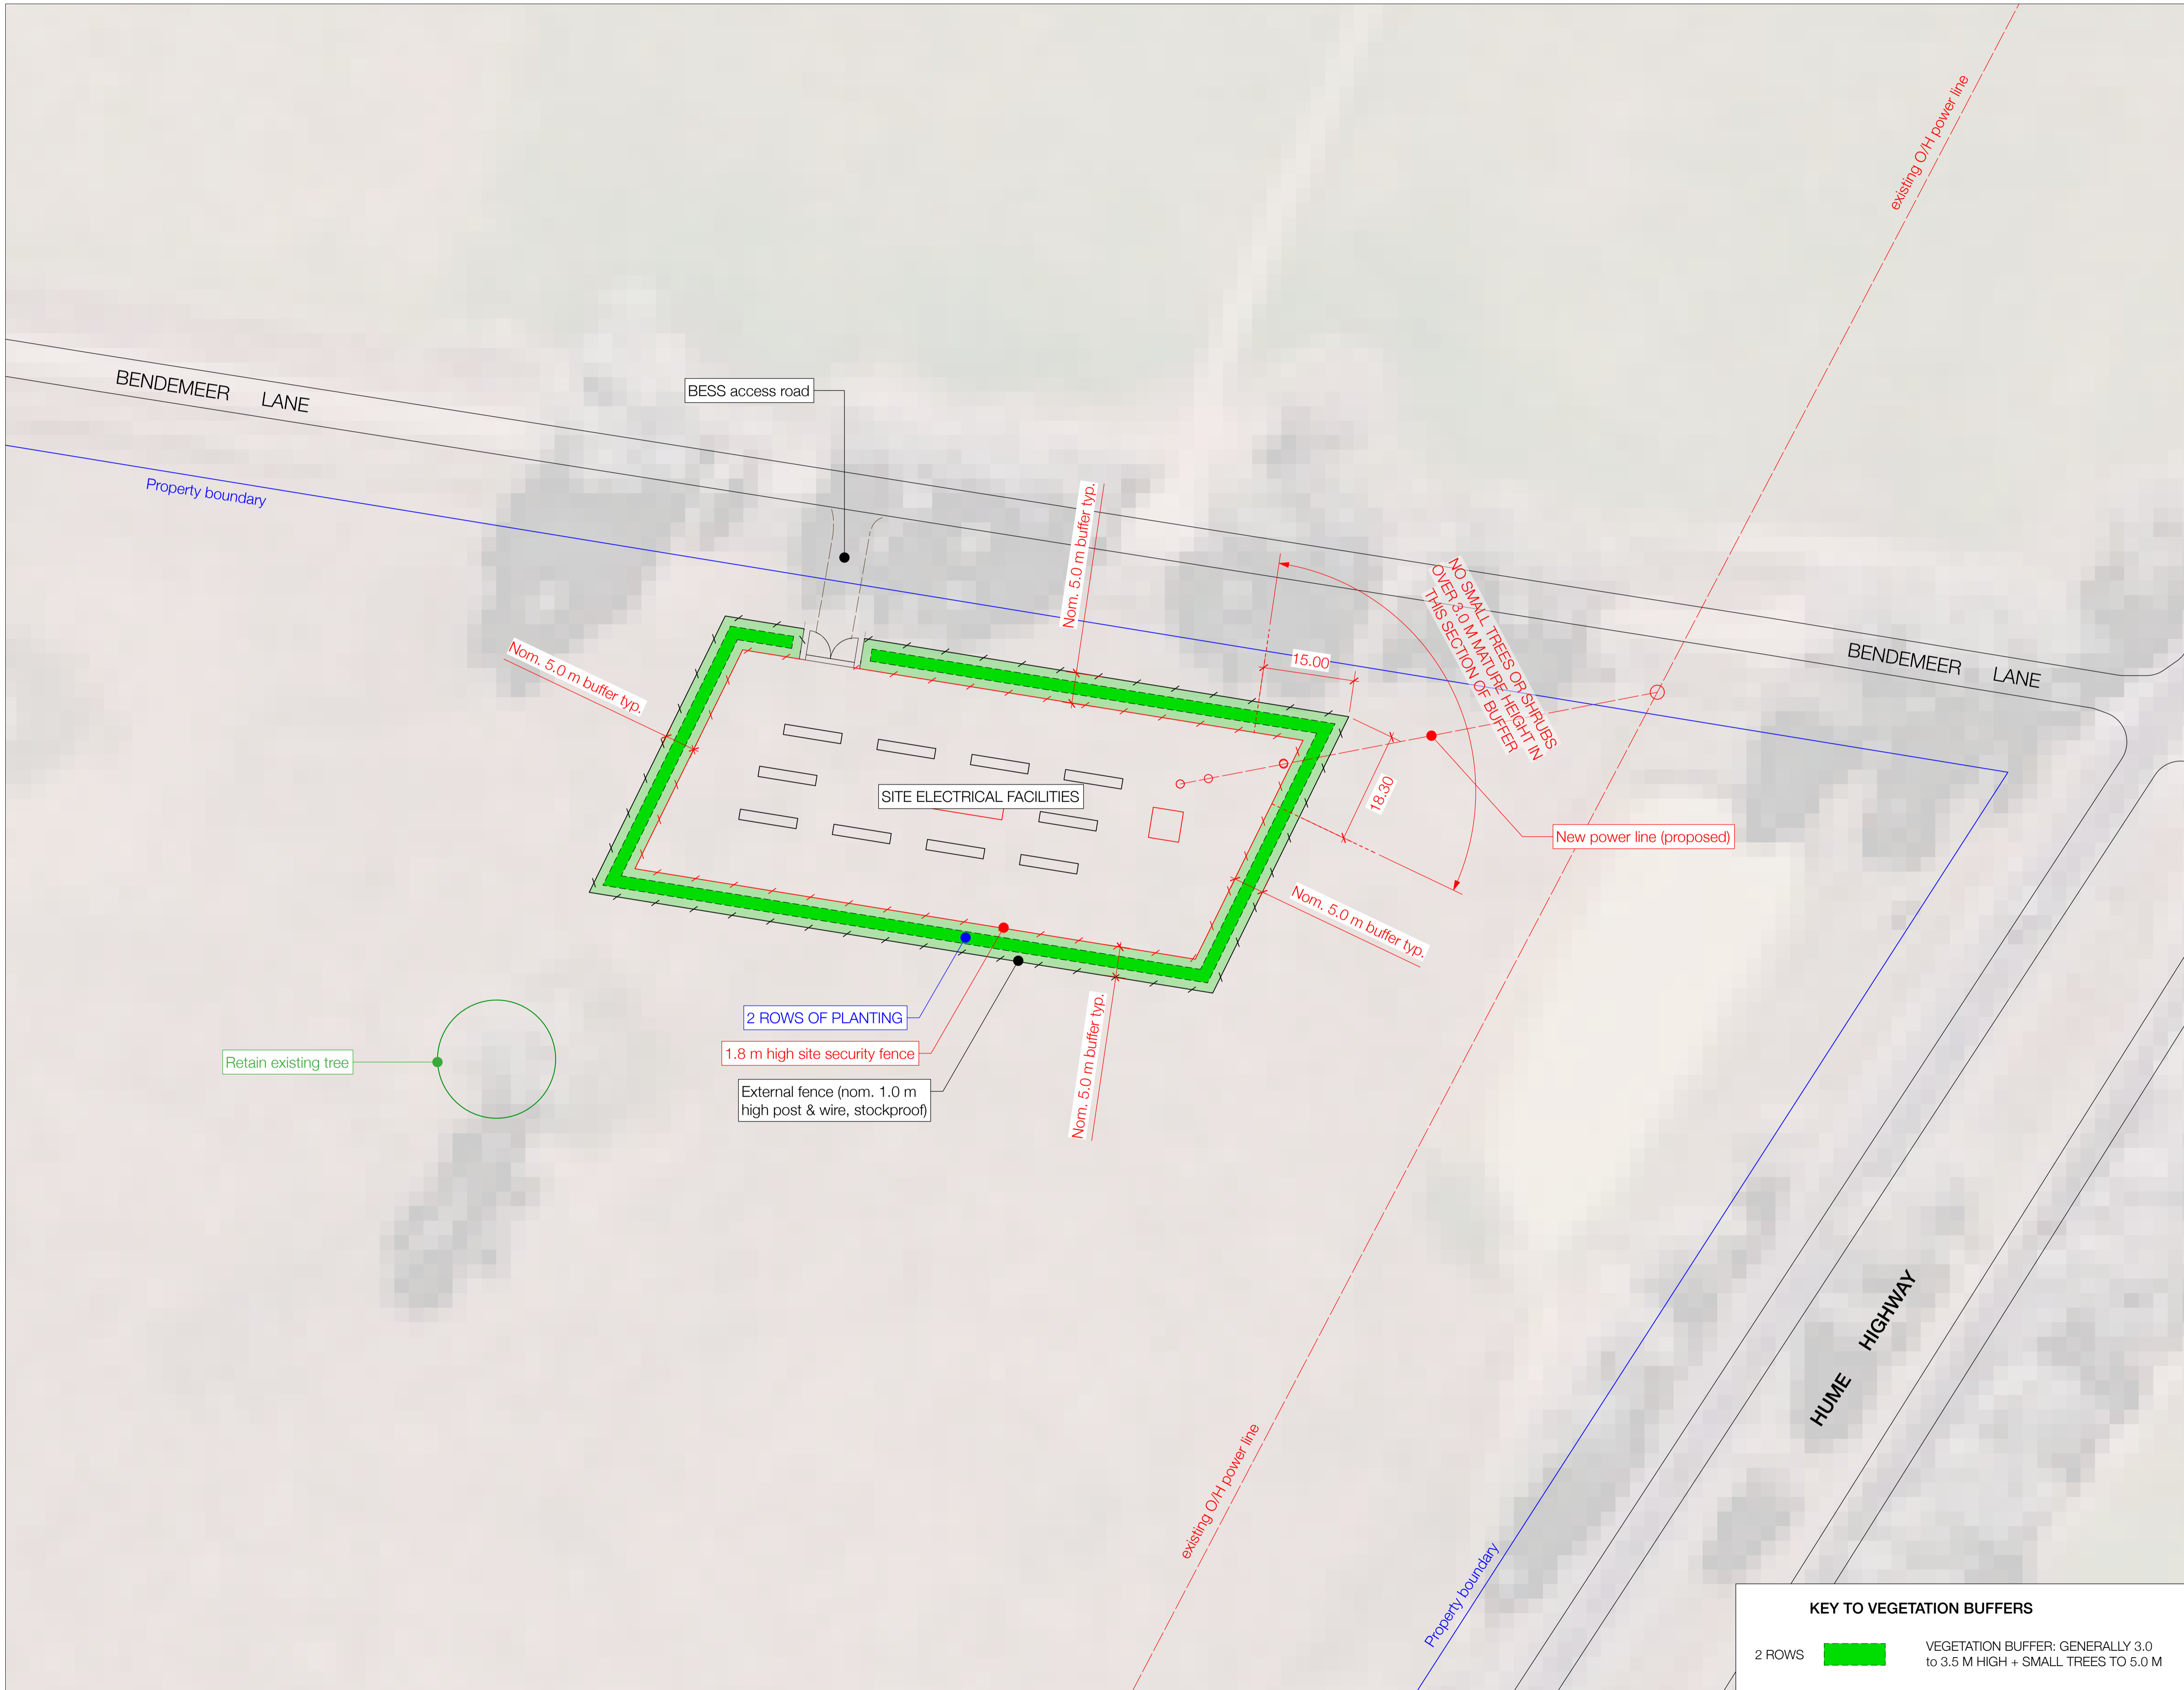 existing O/H power line
BESS access road
BENDEMEER LANE
Property boundary
Nom. 5.0 m buffer typ.
NO SMALL TREES OR SHRUBS
OVER 3.0 M MATURE HEIGHT IN
THIS SECTION OF BUFFER
Nom. 5.0 m buffer typ.
15.00
BENDEMEER LANE
SITE ELECTRICAL FACILITIES
18.30
New power line (proposed)
Nom. 5.0 m buffer typ.
2 ROWS OF PLANTING
1.8 m high site security fence
Retain existing tree
External fence (nom. 1.0 m
high post & wire, stockproof)
Nom. 5.0 m buffer typ.
HUME HIGHWAY
existing O/H power line
Property boundary
KEY TO VEGETATION BUFFERS
2 ROWS
VEGETATION BUFFER: GENERALLY 3.0
to 3.5 M HIGH + SMALL TREES TO 5.0 M